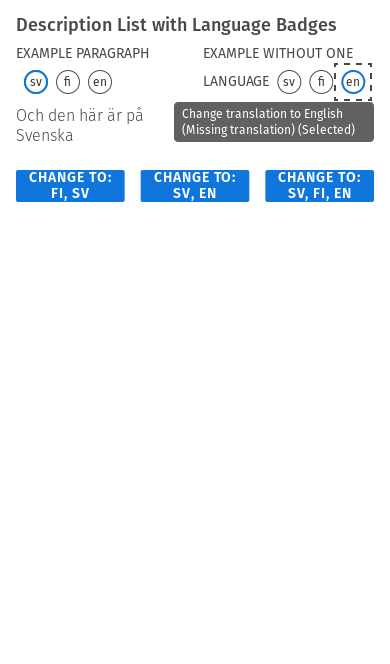 Description List with Language Badges
EXAMPLE PARAGRAPH
sv fi en
Och den här är på
Svenska
EXAMPLE WITHOUT ONE
LANGUAGE sv fi en
Change translation to English
(Missing translation) (Selected)
CHANGE TO:
FI, SV
CHANGE TO:
SV, EN
CHANGE TO:
SV, FI, EN